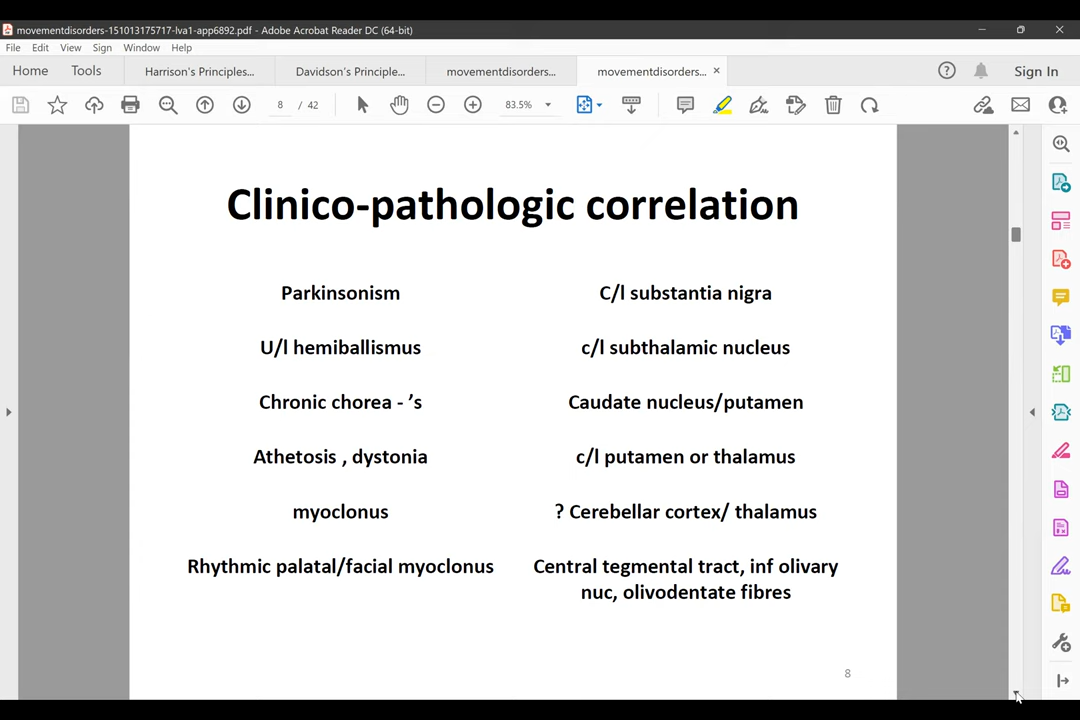 movementdisorders-151013175717-lva1-app6892.pdf - Adobe Acrobat Reader DC (64-bit)
File Edit View Sign Window Help
Home Tools Harrison's Principles... Davidson's Principle... movementdisorders... movementdisorders... × Sign In
8 / 42 83.5%
Clinico-pathologic correlation
Parkinsonism C/l substantia nigra
U/l hemiballismus c/l subthalamic nucleus
Chronic chorea - ’s Caudate nucleus/putamen
Athetosis , dystonia c/l putamen or thalamus
myoclonus ? Cerebellar cortex/ thalamus
Rhythmic palatal/facial myoclonus Central tegmental tract, inf olivary
nuc, olivodentate fibres
8